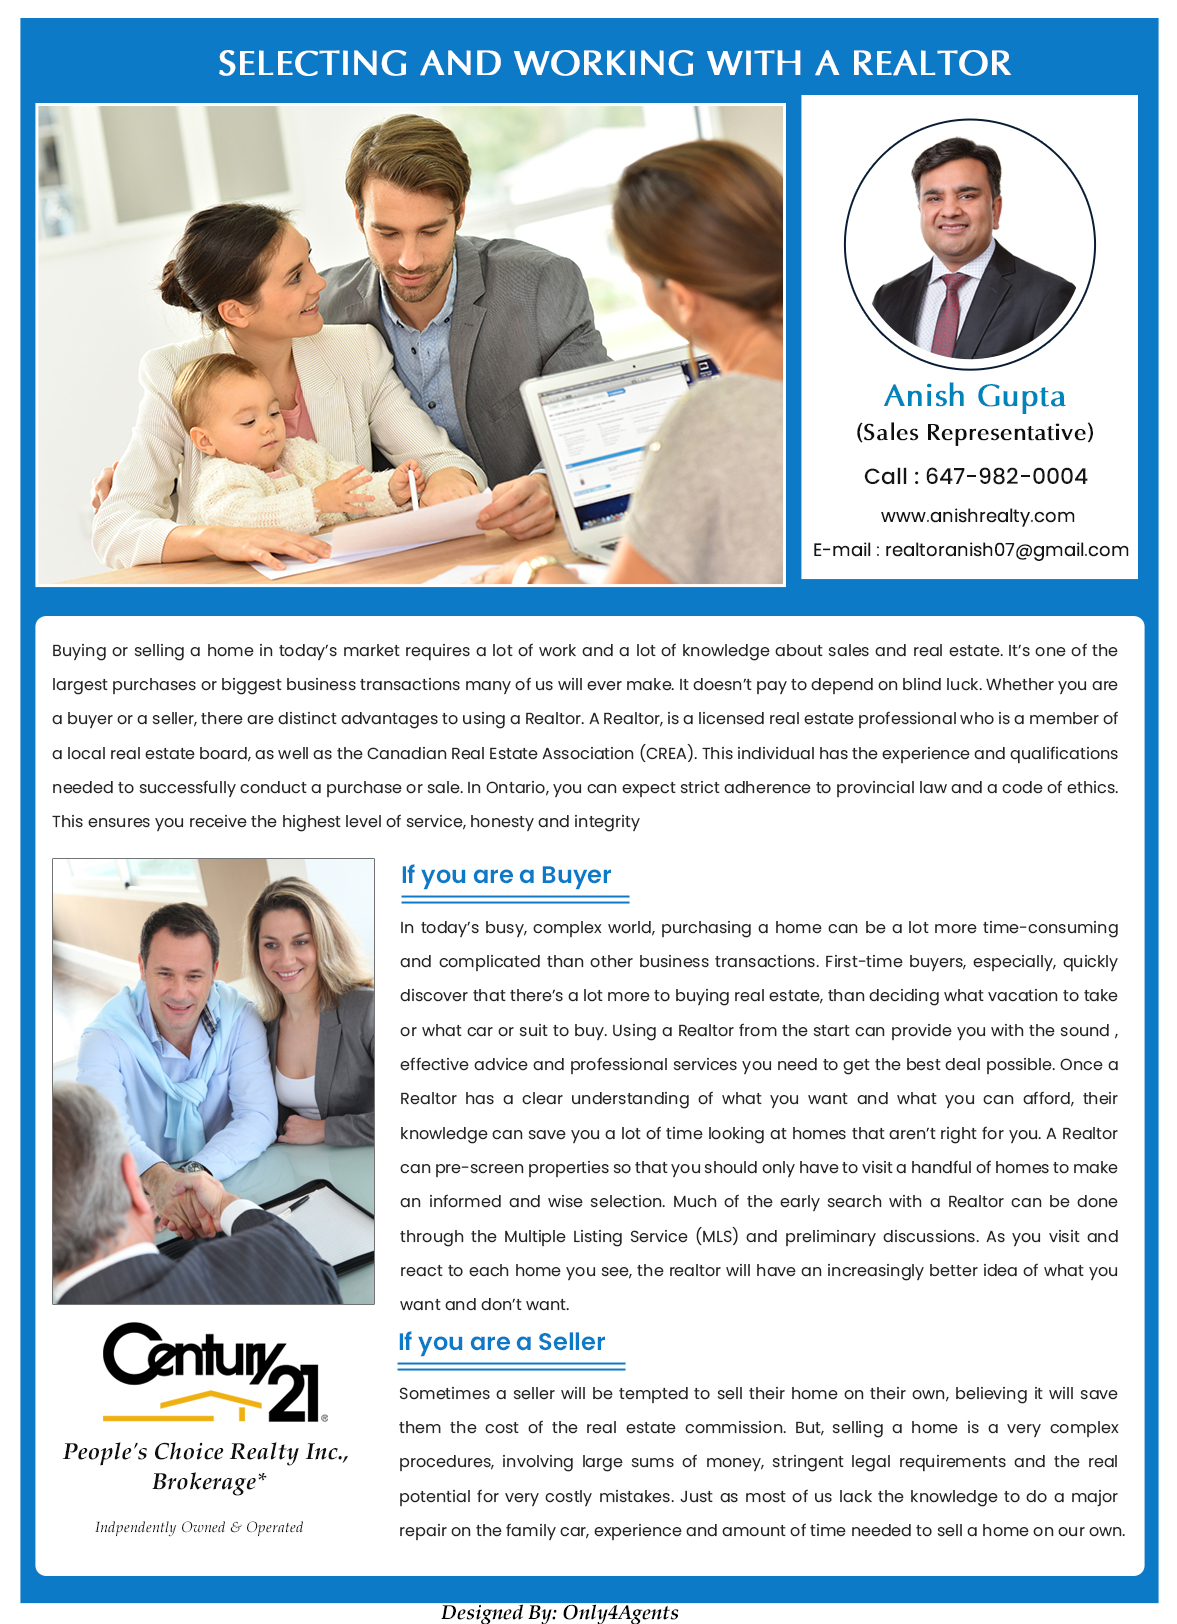 SELECTING AND WORKING WITH A REALTOR
Anish Gupta
(Sales Representative)
Call : 647-982-0004
www.anishrealty.com
E-mail : realtoranish07@gmail.com
Buying or selling a home in today’s market requires a lot of work and a lot of knowledge about sales and real estate. It’s one of the
largest purchases or biggest business transactions many of us will ever make. It doesn’t pay to depend on blind luck. Whether you are
a buyer or a seller, there are distinct advantages to using a Realtor. A Realtor, is a licensed real estate professional who is a member of
a local real estate board, as well as the Canadian Real Estate Association (CREA). This individual has the experience and qualifications
needed to successfully conduct a purchase or sale. In Ontario, you can expect strict adherence to provincial law and a code of ethics.
This ensures you receive the highest level of service, honesty and integrity
If you are a Buyer
In today’s busy, complex world, purchasing a home can be a lot more time-consuming
and complicated than other business transactions. First-time buyers, especially, quickly
discover that there’s a lot more to buying real estate, than deciding what vacation to take
or what car or suit to buy. Using a Realtor from the start can provide you with the sound ,
effective advice and professional services you need to get the best deal possible. Once a
Realtor has a clear understanding of what you want and what you can afford, their
knowledge can save you a lot of time looking at homes that aren’t right for you. A Realtor
can pre-screen properties so that you should only have to visit a handful of homes to make
an informed and wise selection. Much of the early search with a Realtor can be done
through the Multiple Listing Service (MLS) and preliminary discussions. As you visit and
react to each home you see, the realtor will have an increasingly better idea of what you
want and don’t want.
If you are a Seller
Sometimes a seller will be tempted to sell their home on their own, believing it will save
them the cost of the real estate commission. But, selling a home is a very complex
procedures, involving large sums of money, stringent legal requirements and the real
potential for very costly mistakes. Just as most of us lack the knowledge to do a major
repair on the family car, experience and amount of time needed to sell a home on our own.
Century
21®
People’s Choice Realty Inc.,
Brokerage*
Indpendently Owned & Operated
Designed By: Only4Agents